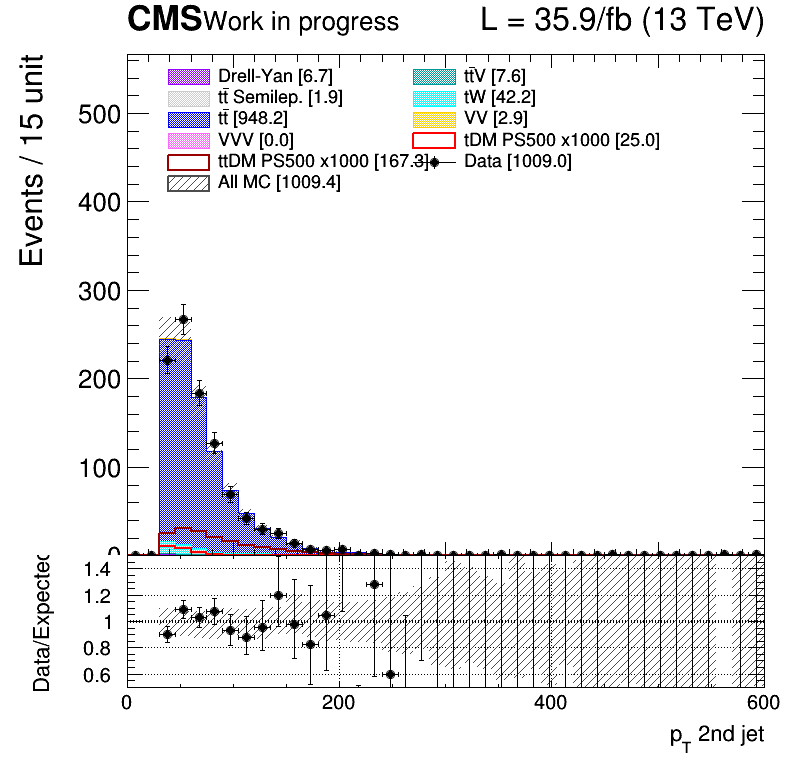 CMS Work in progress L = 35.9/fb (13 TeV)
Events / 15 unit
Drell-Yan [6.7] tt̄V [7.6]
tt̄ Semilep. [1.9] tW [42.2]
tt̄ [948.2] VV [2.9]
VVV [0.0] tDM PS500 x1000 [25.0]
ttDM PS500 x1000 [167.3] Data [1009.0]
All MC [1009.4]
500
400
300
200
100
0
Data/Expected
1.4
1.2
1
0.8
0.6
0 200 400 600
p_T 2nd jet